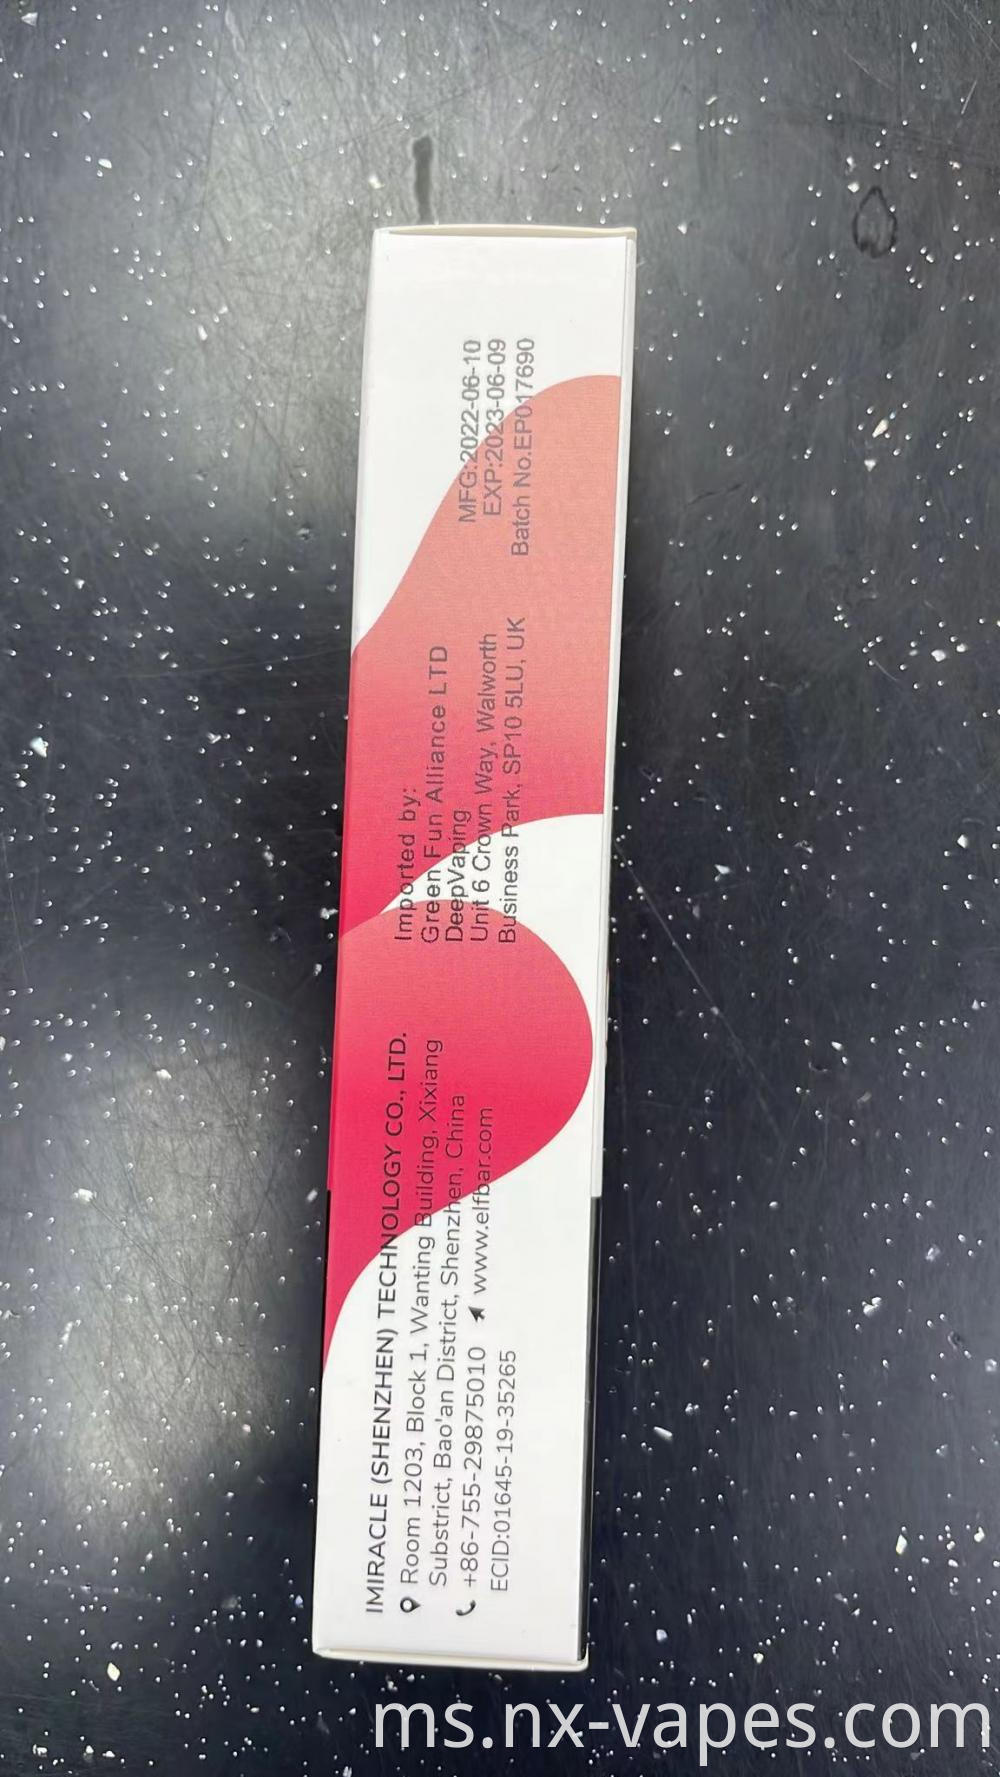 IMIRACLE (SHENZHEN) TECHNOLOGY CO., LTD.
Room 1203, Block 1, Wanting Building, Xixiang
Substrict, Bao'an District, Shenzhen, China
+86-755-29875010 www.elfbar.com
ECID:01645-19-35265
Imported by:
Green Fun Alliance LTD
DeepVaping
Unit 6 Crown Way, Walworth
Business Park, SP10 5LU, UK
MFG:2022-06-10
EXP:2023-06-09
Batch No.EP017690
ms.nx-vapes.com